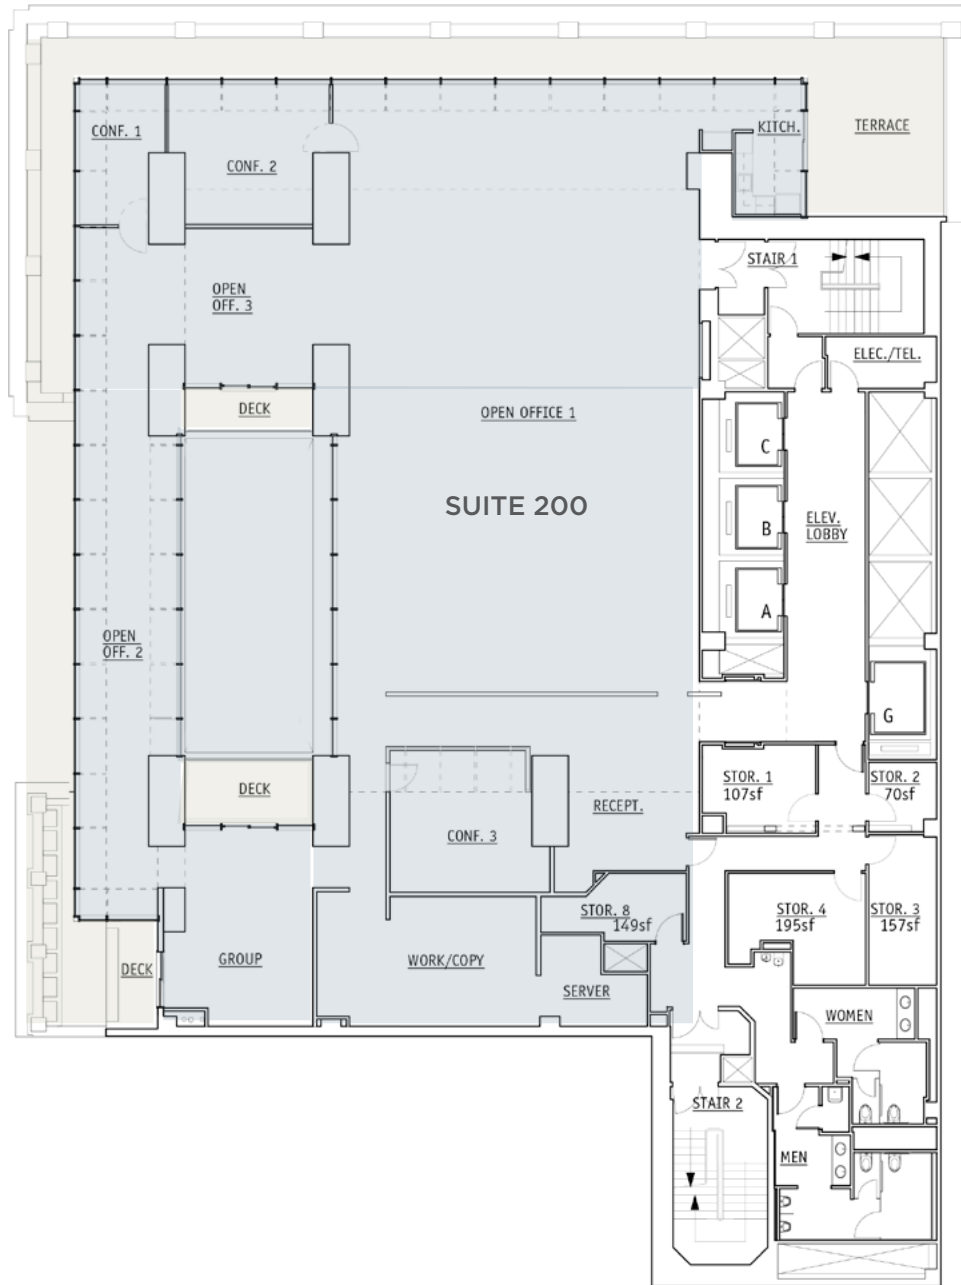 CONF. 1
CONF. 2
KITCH.
TERRACE
STAIR 1
OPEN
OFF. 3
ELEC./TEL.
DECK
OPEN OFFICE 1
C
SUITE 200
B
ELEV.
LOBBY
A
OPEN
OFF. 2
G
DECK
STOR. 1
107sf
STOR. 2
70sf
RECEPT.
CONF. 3
STOR. 8
149sf
STOR. 4
195sf
STOR. 3
157sf
DECK
GROUP
WORK/COPY
SERVER
WOMEN
STAIR 2
MEN